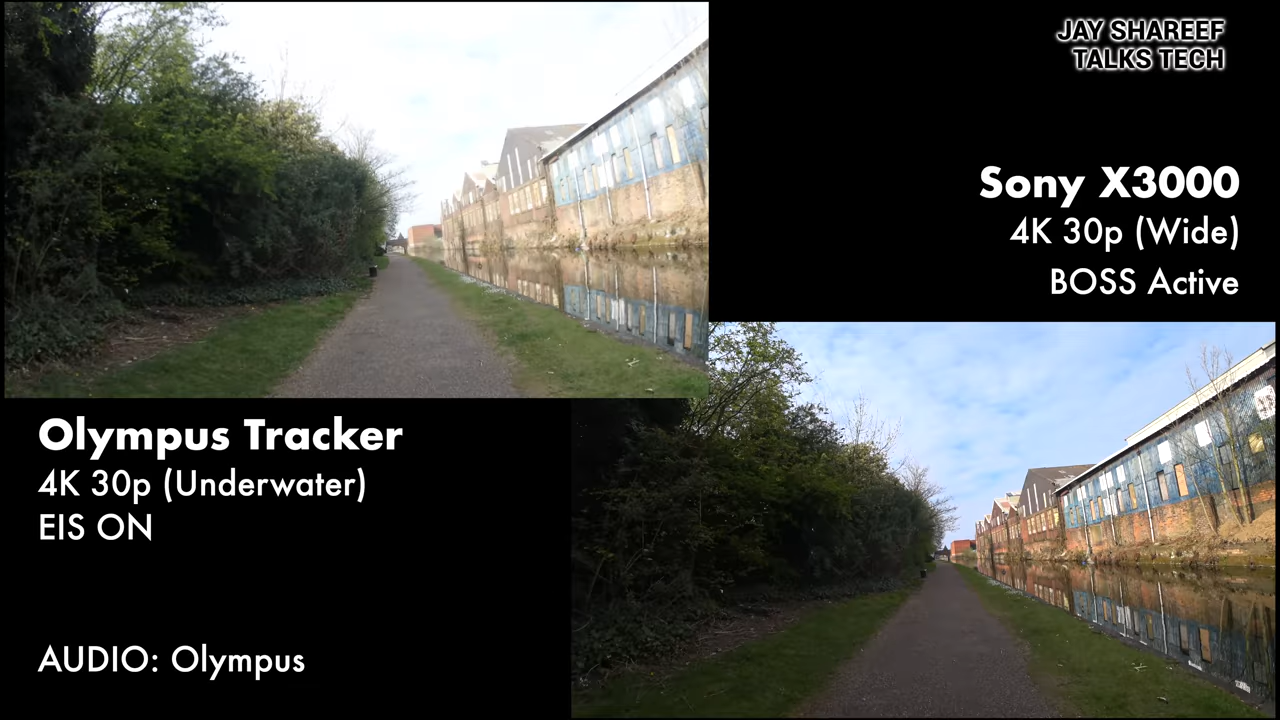 JAY SHAREEF
TALKS TECH
Sony X3000
4K 30p (Wide)
BOSS Active
Olympus Tracker
4K 30p (Underwater)
EIS ON
AUDIO: Olympus